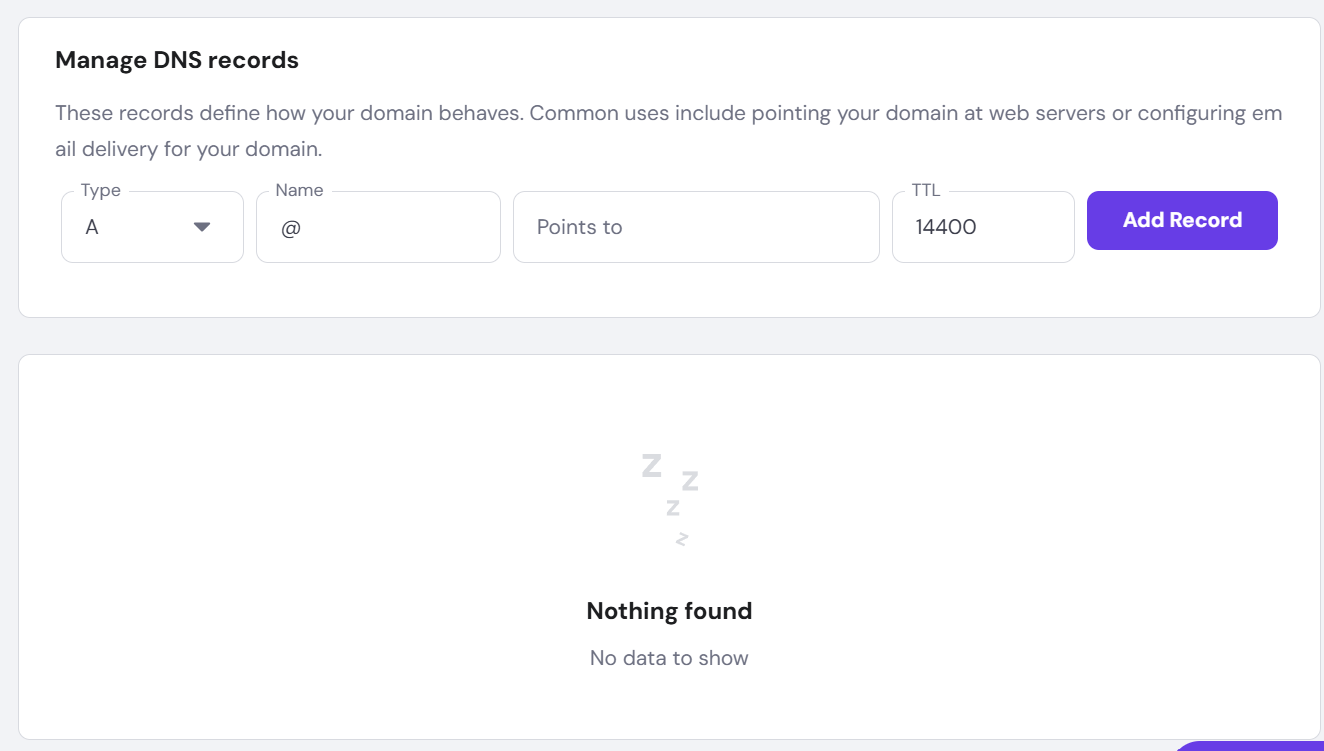 Manage DNS records
These records define how your domain behaves. Common uses include pointing your domain at web servers or configuring em
ail delivery for your domain.
Type
Name
TTL
A
@
Points to
14400
Add Record
z
z
z
z
Nothing found
No data to show